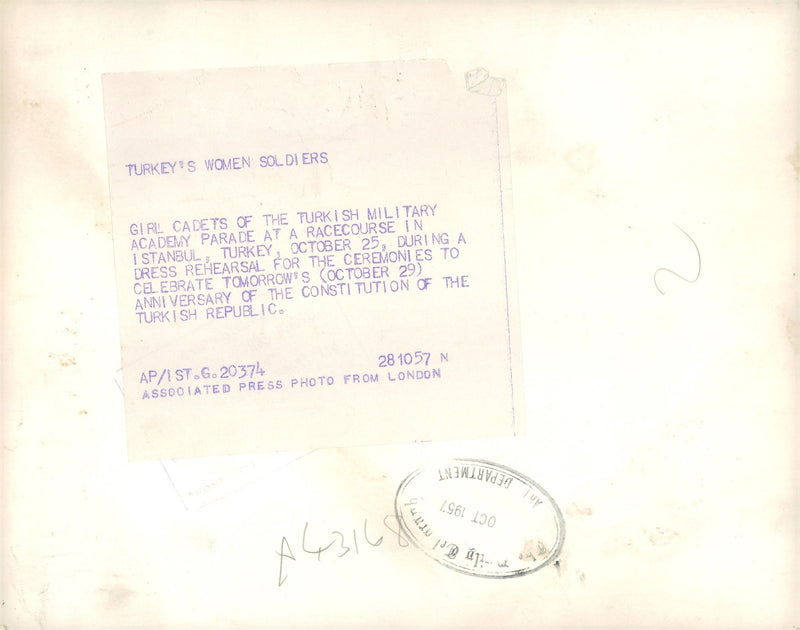 TURKEY'S WOMEN SOLDIERS
GIRL CADETS OF THE TURKISH MILITARY
ACADEMY PARADE AT A RACECOURSE IN
ISTANBUL, TURKEY, OCTOBER 25, DURING A
DRESS REHEARSAL FOR THE CEREMONIES TO
CELEBRATE TOMORROW'S (OCTOBER 29)
ANNIVERSARY OF THE CONSTITUTION OF THE
TURKISH REPUBLIC.
AP/IST.G.20374 281057 N
ASSOCIATED PRESS PHOTO FROM LONDON
2
A43168
Art DEPARTMENT
OCT 1957